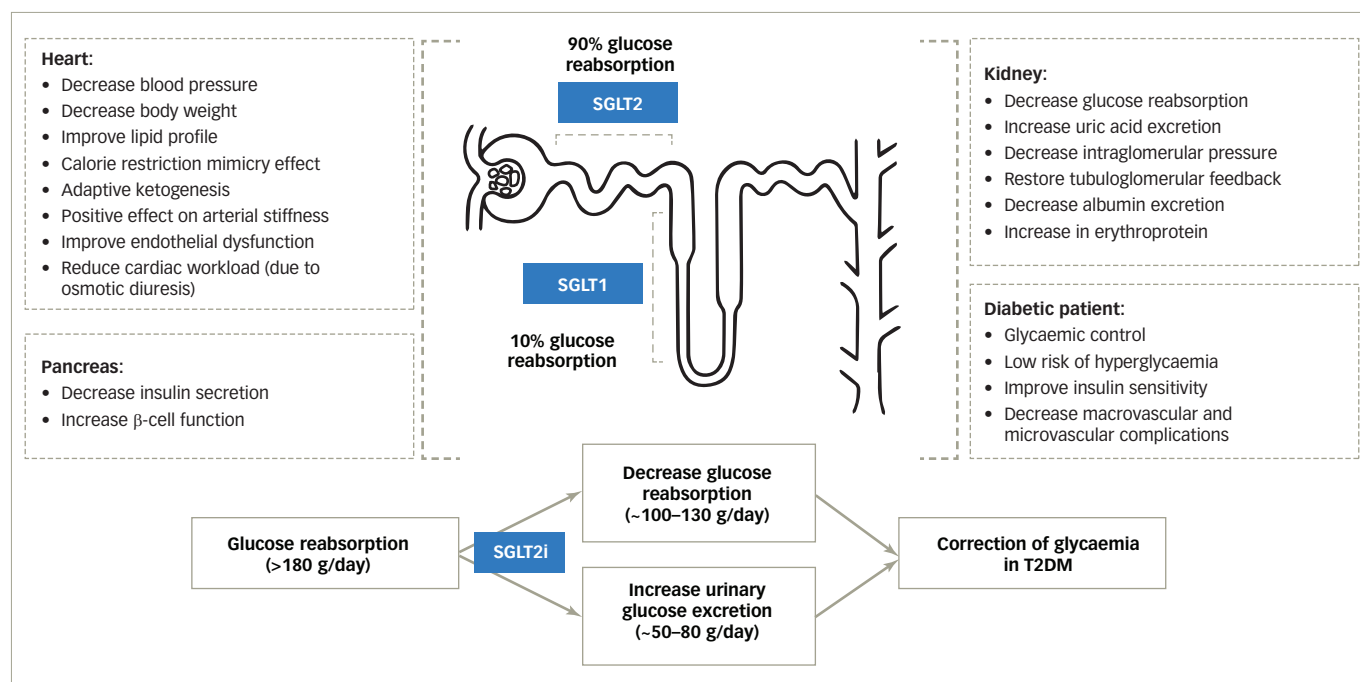 Heart:
• Decrease blood pressure
• Decrease body weight
• Improve lipid profile
• Calorie restriction mimicry effect
• Adaptive ketogenesis
• Positive effect on arterial stiffness
• Improve endothelial dysfunction
• Reduce cardiac workload (due to
osmotic diuresis)
Pancreas:
• Decrease insulin secretion
• Increase β-cell function
90% glucose
reabsorption
SGLT2
SGLT1
10% glucose
reabsorption
Kidney:
• Decrease glucose reabsorption
• Increase uric acid excretion
• Decrease intraglomerular pressure
• Restore tubuloglomerular feedback
• Decrease albumin excretion
• Increase in erythroprotein
Diabetic patient:
• Glycaemic control
• Low risk of hyperglycaemia
• Improve insulin sensitivity
• Decrease macrovascular and
microvascular complications
Glucose reabsorption
(>180 g/day)
SGLT2i
Decrease glucose
reabsorption
(~100–130 g/day)
Increase urinary
glucose excretion
(~50–80 g/day)
Correction of glycaemia
in T2DM